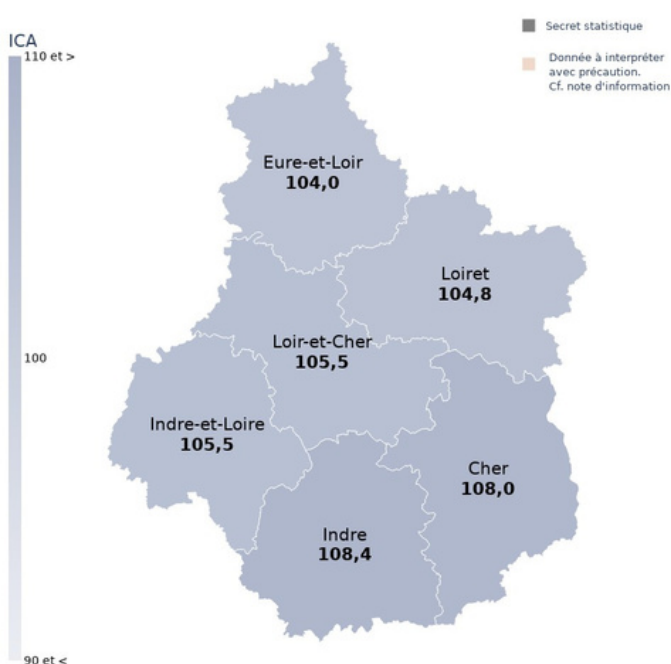 ICA
110 et >
100
90 et <
Secret statistique
Donnée à interpréter
avec précaution.
Cf. note d'information
Eure-et-Loir
104,0
Loiret
104,8
Loir-et-Cher
105,5
Indre-et-Loire
105,5
Cher
108,0
Indre
108,4